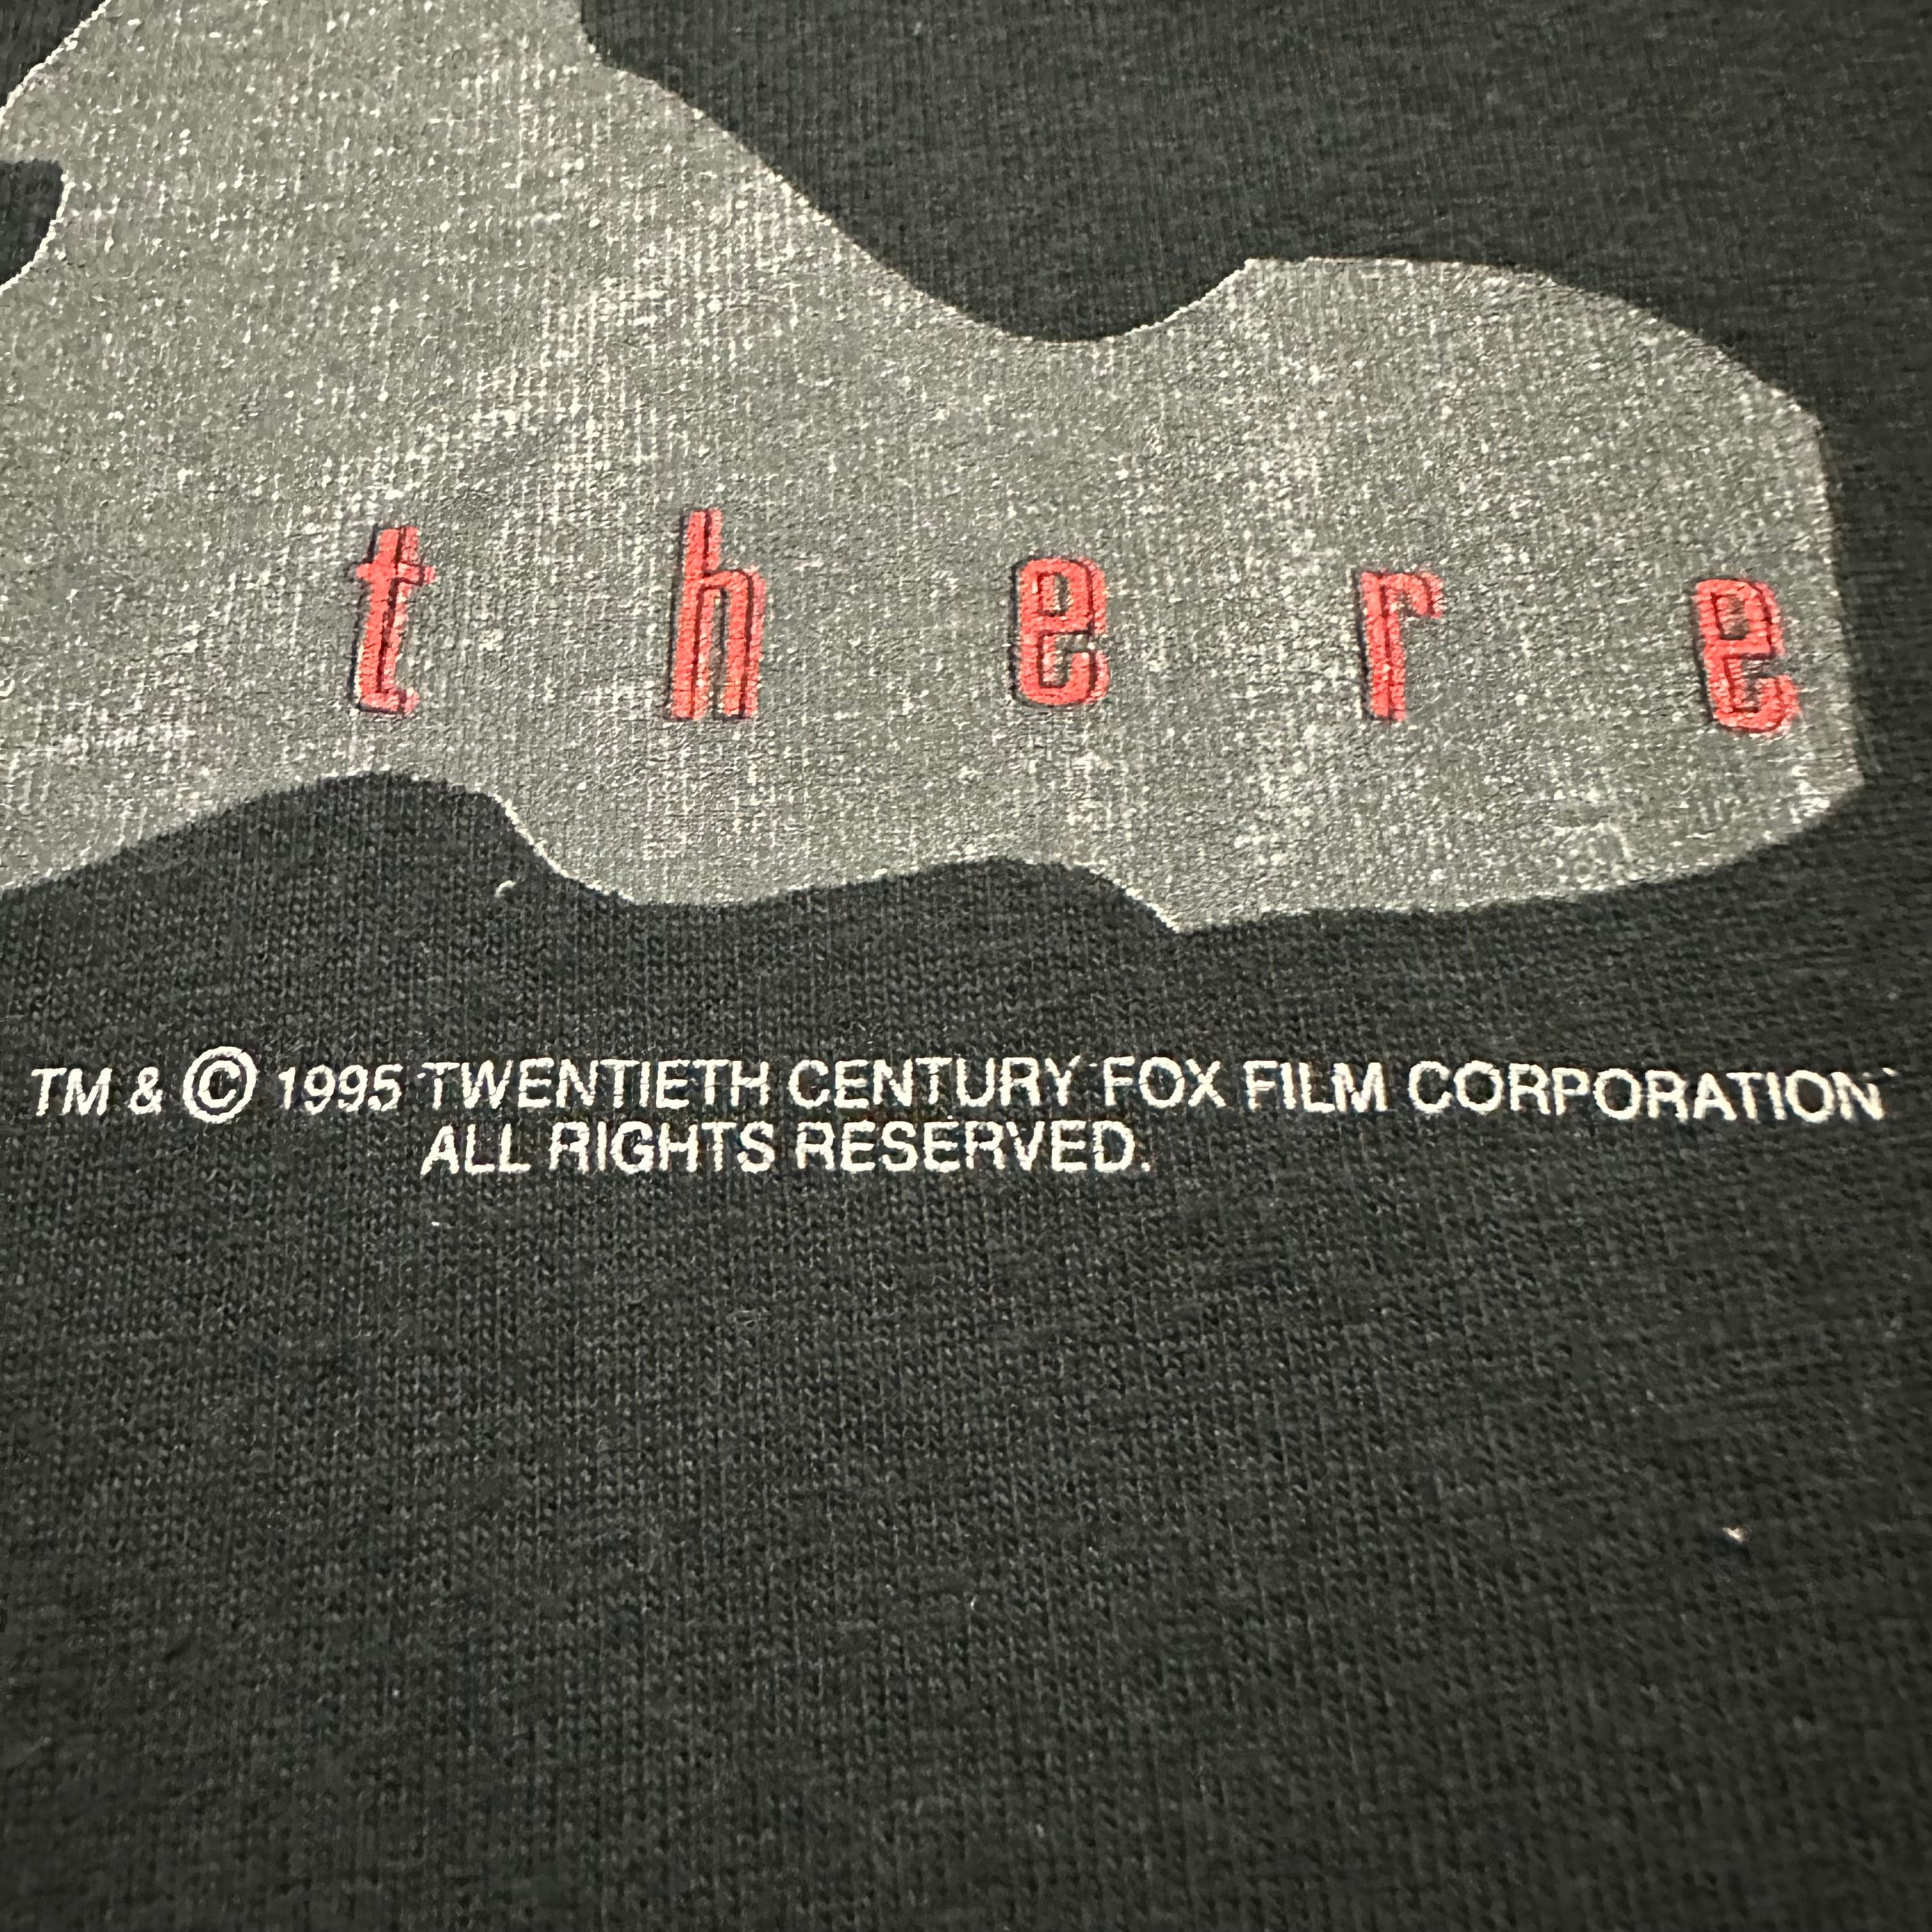 there
TM & © 1995 TWENTIETH CENTURY FOX FILM CORPORATION
ALL RIGHTS RESERVED.